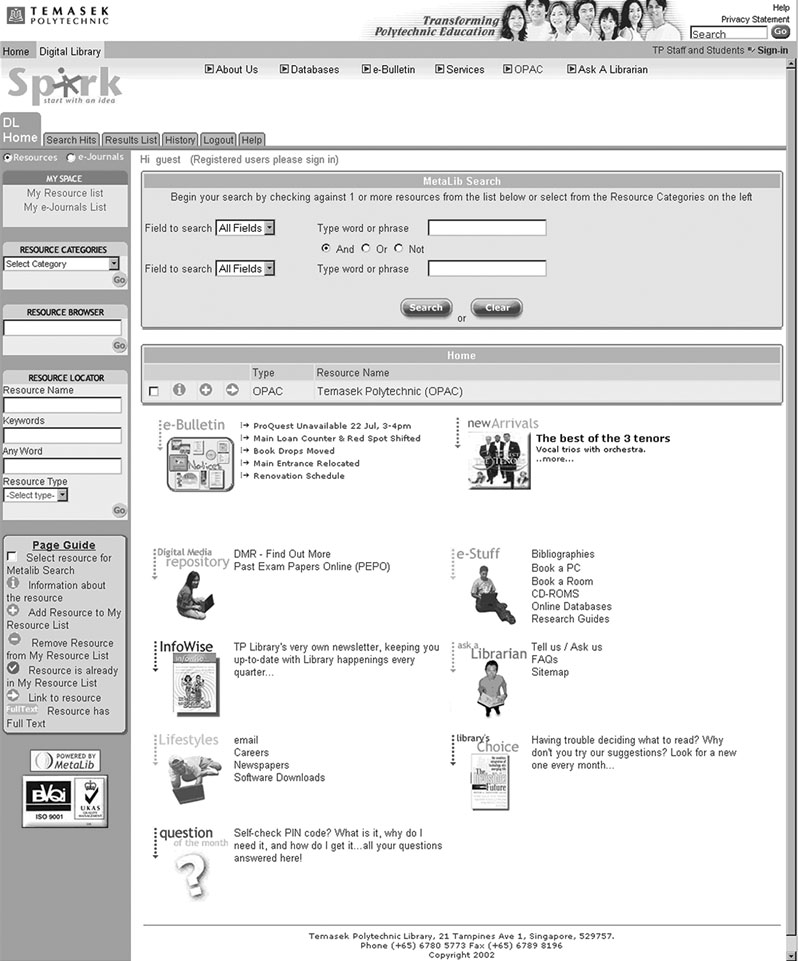 TEMASEK
POLYTECHNIC
Transforming
Polytechnic Education
Help
Privacy Statement
Search Go
Home Digital Library
TP Staff and Students Sign-in
Spark
start with an idea
About Us Databases e-Bulletin Services OPAC Ask A Librarian
DL
Home Search Hits Results List History Logout Help
Resources e-Journals
MY SPACE
My Resource list
My e-Journals List
RESOURCE CATEGORIES
Select Category
Go
RESOURCE BROWSER
Go
RESOURCE LOCATOR
Resource Name
Keywords
Any Word
Resource Type
-Select type-
Go
Page Guide
Select resource for
Metalib Search
Information about
the resource
Add Resource to My
Resource List
Remove Resource
from My Resource List
Resource is already
in My Resource List
Link to resource
FullText Resource has
Full Text
POWERED BY
MetaLib
BVQi
ISO 9001
UKAS
QUALITY
MANAGEMENT
Hi guest (Registered users please sign in)
MetaLib Search
Begin your search by checking against 1 or more resources from the list below or select from the Resource Categories on the left
Field to search All Fields Type word or phrase
And Or Not
Field to search All Fields Type word or phrase
Search or Clear
Home
Type Resource Name
OPAC Temasek Polytechnic (OPAC)
e-Bulletin
Notices
ProQuest Unavailable 22 Jul, 3-4pm
Main Loan Counter & Red Spot Shifted
Book Drops Moved
Main Entrance Relocated
Renovation Schedule
newArrivals
The best of the 3 tenors
Vocal trios with orchestra.
..more...
Digital Media
repository
DMR - Find Out More
Past Exam Papers Online (PEPO)
e-Stuff
Bibliographies
Book a PC
Book a Room
CD-ROMS
Online Databases
Research Guides
InfoWise
infowise
TP Library's very own newsletter, keeping you
up-to-date with Library happenings every
quarter...
ask a
Librarian
Tell us / Ask us
FAQs
Sitemap
Lifestyles
email
Careers
Newspapers
Software Downloads
library's
Choice
Future
Having trouble deciding what to read? Why
don't you try our suggestions? Look for a new
one every month...
question
of the month
Self-check PIN code? What is it, why do I
need it, and how do I get it...all your questions
answered here!
Temasek Polytechnic Library, 21 Tampines Ave 1, Singapore, 529757.
Phone (+65) 6780 5773 Fax (+65) 6789 8196
Copyright 2002